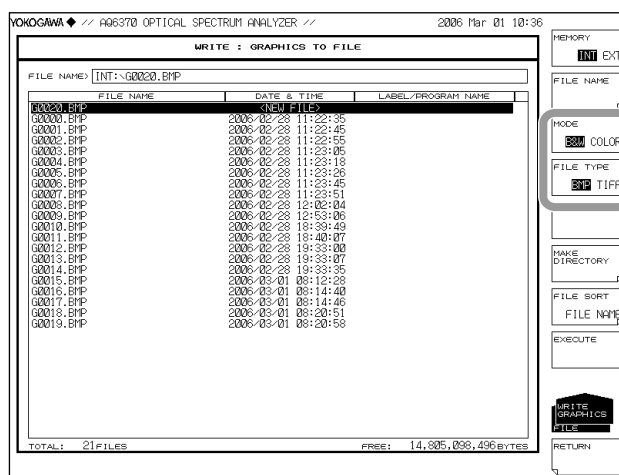 YOKOGAWA ◆ // AQ6370 OPTICAL SPECTRUM ANALYZER // 2006 Mar 01 10:36
WRITE : GRAPHICS TO FILE
FILE NAME> INT:\G0020.BMP
FILE NAME DATE & TIME LABEL/PROGRAM NAME
G0020.BMP <NEW FILE>
G0000.BMP 2006/02/28 11:22:35
G0001.BMP 2006/02/28 11:22:45
G0002.BMP 2006/02/28 11:22:55
G0003.BMP 2006/02/28 11:23:05
G0004.BMP 2006/02/28 11:23:18
G0005.BMP 2006/02/28 11:23:26
G0006.BMP 2006/02/28 11:23:45
G0007.BMP 2006/02/28 11:23:51
G0008.BMP 2006/02/28 12:02:04
G0009.BMP 2006/02/28 12:53:06
G0010.BMP 2006/02/28 18:39:49
G0011.BMP 2006/02/28 18:40:07
G0012.BMP 2006/02/28 19:33:00
G0013.BMP 2006/02/28 19:33:07
G0014.BMP 2006/02/28 19:33:35
G0015.BMP 2006/03/01 08:12:28
G0016.BMP 2006/03/01 08:14:40
G0017.BMP 2006/03/01 08:14:46
G0018.BMP 2006/03/01 08:20:51
G0019.BMP 2006/03/01 08:20:58
TOTAL: 21FILES FREE: 14,805,098,496BYTES
MEMORY
INT EXT
FILE NAME
MODE
B&W COLOR
FILE TYPE
BMP TIFF
MAKE
DIRECTORY
FILE SORT
FILE NAME
EXECUTE
WRITE
GRAPHICS
FILE
RETURN